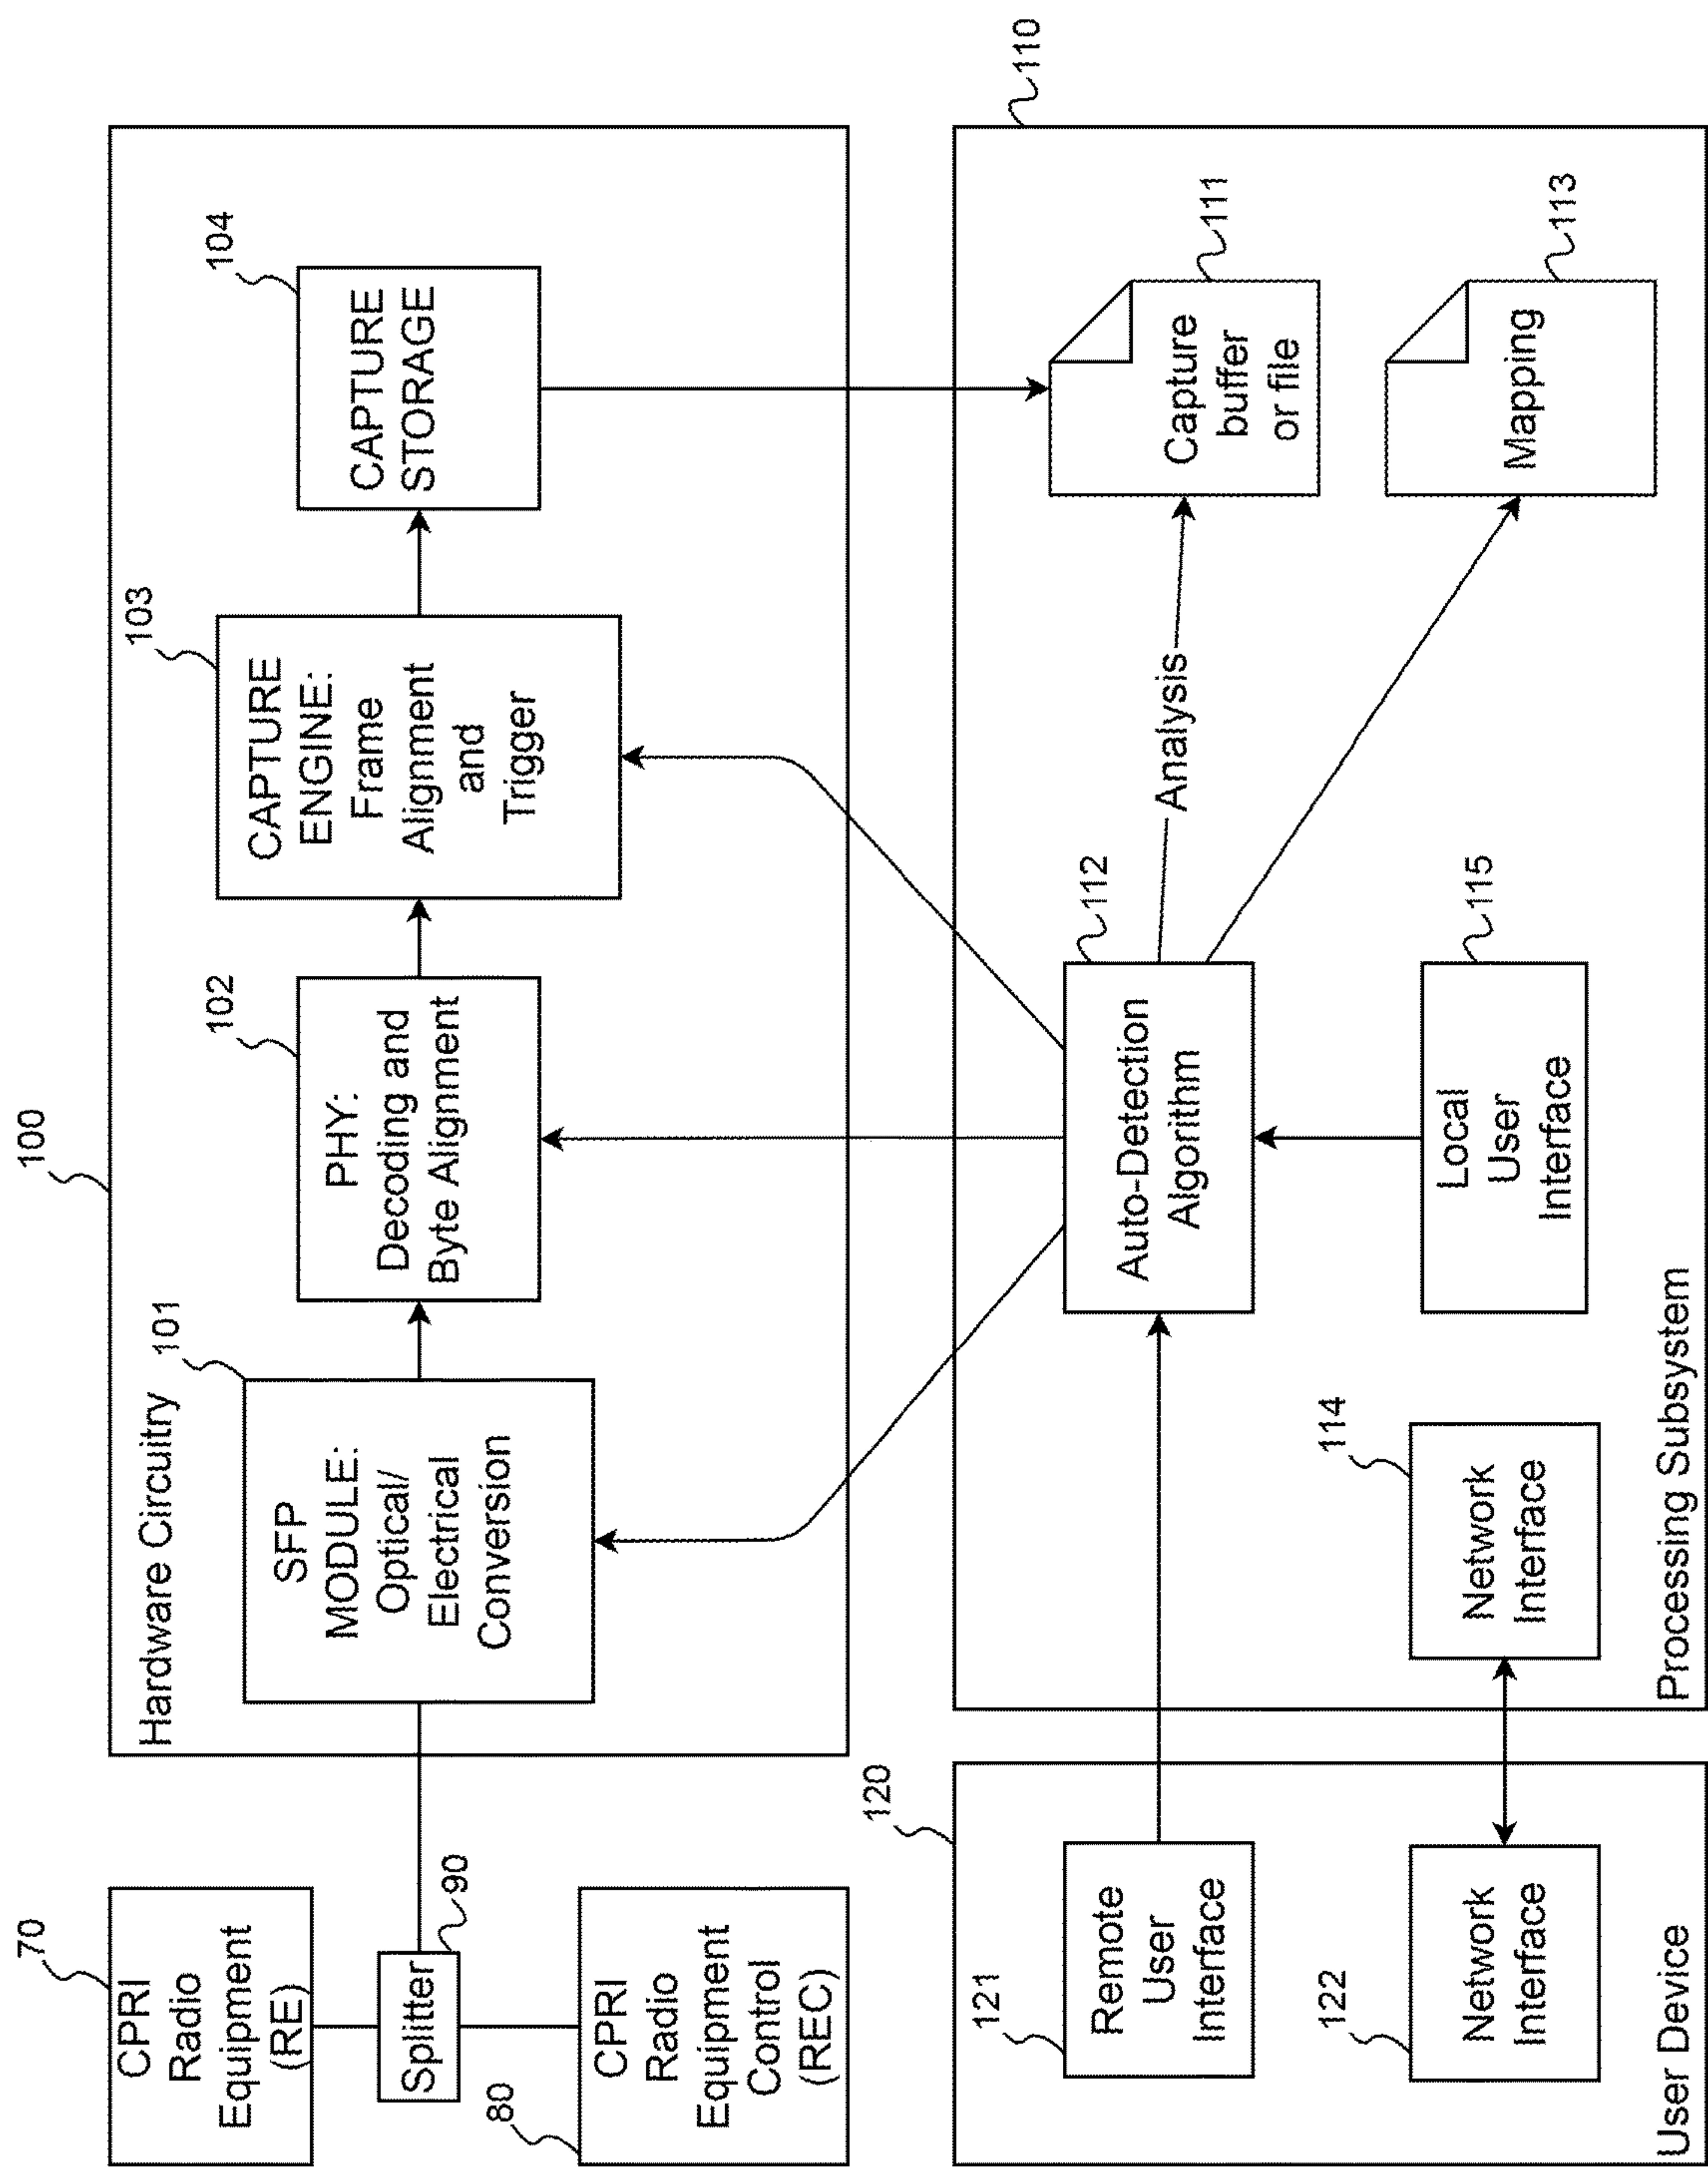 100
Hardware Circuitry
70
CPRI
Radio
Equipment
(RE)
Splitter
90
80
CPRI
Radio
Equipment
Control
(REC)
101
SFP
MODULE:
Optical/
Electrical
Conversion
102
PHY:
Decoding and
Byte Alignment
103
CAPTURE
ENGINE:
Frame
Alignment
and
Trigger
104
CAPTURE
STORAGE
120
121
Remote
User
Interface
122
Network
Interface
User Device
110
112
Auto-Detection
Algorithm
Analysis
111
Capture
buffer
or file
113
Mapping
114
Network
Interface
115
Local
User
Interface
Processing Subsystem